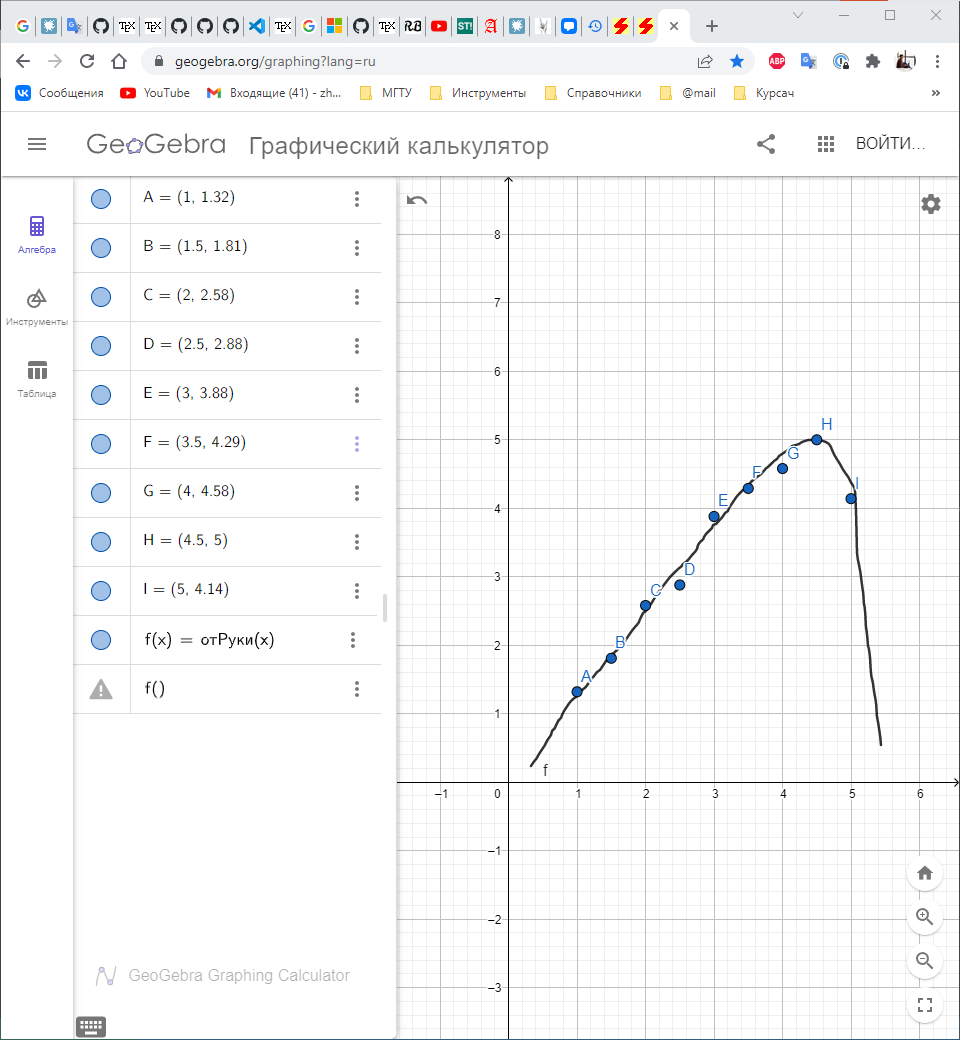 geogebra.org/graphing?lang=ru
ABP
Сообщения YouTube Входящие (41) - zh... МГТУ Инструменты Справочники @mail Курсач »
GeoGebra Графический калькулятор ВОЙТИ...
Алгебра
Инструменты
Таблица
A = (1, 1.32)
B = (1.5, 1.81)
C = (2, 2.58)
D = (2.5, 2.88)
E = (3, 3.88)
F = (3.5, 4.29)
G = (4, 4.58)
H = (4.5, 5)
I = (5, 4.14)
f(x) = отРуки(x)
f()
GeoGebra Graphing Calculator
8
7
6
5
4
3
2
1
H
G
F
I
E
D
C
B
A
f
−1 0 1 2 3 4 5 6
−1
−2
−3